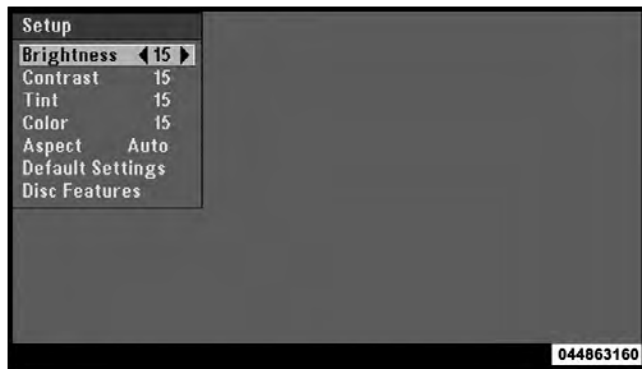 Setup
Brightness ◀ 15 ▶
Contrast 15
Tint 15
Color 15
Aspect Auto
Default Settings
Disc Features
044863160